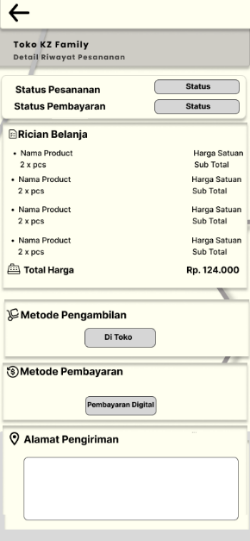 Toko KZ Family
Detail Riwayat Pesananan
Status Pesananan Status
Status Pembayaran Status
Rician Belanja
• Nama Product Harga Satuan
2 x pcs Sub Total
• Nama Product Harga Satuan
2 x pcs Sub Total
• Nama Product Harga Satuan
2 x pcs Sub Total
• Nama Product Harga Satuan
2 x pcs Sub Total
Total Harga Rp. 124.000
Metode Pengambilan
Di Toko
Metode Pembayaran
Pembayaran Digital
Alamat Pengiriman